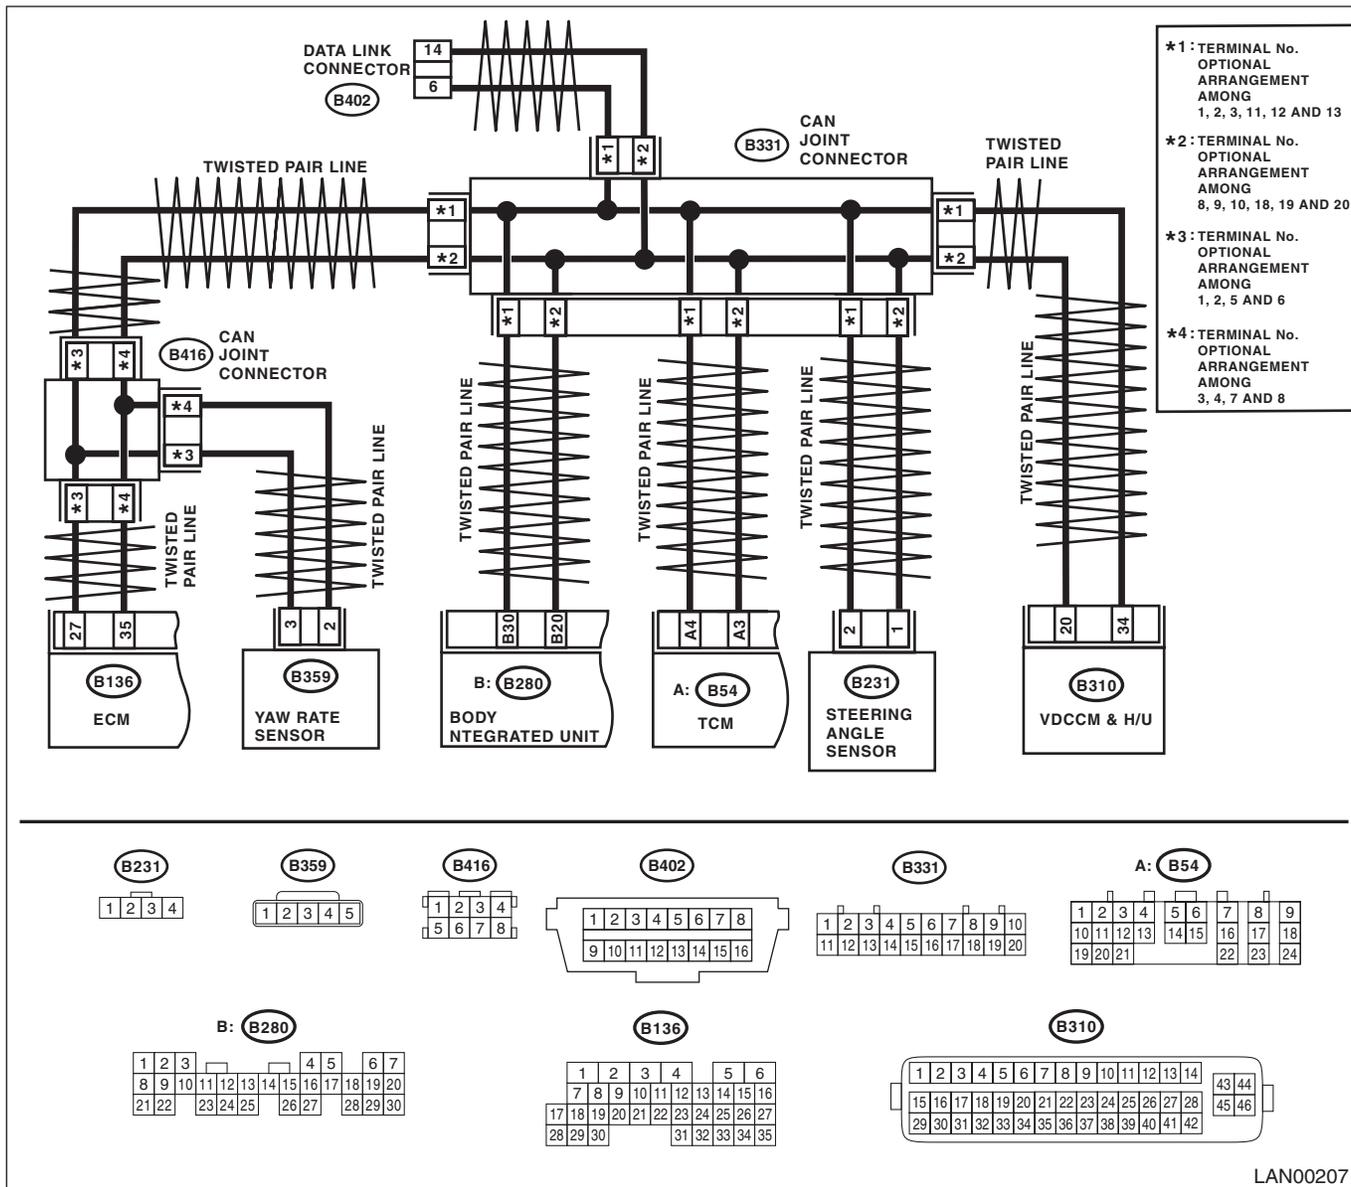 DATA LINK
CONNECTOR
B402
14
6
*1
*2
B331
CAN
JOINT
CONNECTOR
TWISTED PAIR LINE
TWISTED
PAIR LINE
*1
*2
*1
*2
*3
*4
B416
CAN
JOINT
CONNECTOR
*4
*3
*3
*4
*1
*2
*1
*2
*1
*2
TWISTED
PAIR LINE
TWISTED PAIR LINE
TWISTED PAIR LINE
TWISTED PAIR LINE
TWISTED PAIR LINE
TWISTED PAIR LINE
27
35
B136
ECM
3
2
B359
YAW RATE
SENSOR
B30
B20
B: B280
BODY
NTEGRATED UNIT
A4
A3
A: B54
TCM
2
1
B231
STEERING
ANGLE
SENSOR
20
34
B310
VDCCM & H/U
*1: TERMINAL No.
OPTIONAL
ARRANGEMENT
AMONG
1, 2, 3, 11, 12 AND 13
*2: TERMINAL No.
OPTIONAL
ARRANGEMENT
AMONG
8, 9, 10, 18, 19 AND 20
*3: TERMINAL No.
OPTIONAL
ARRANGEMENT
AMONG
1, 2, 5 AND 6
*4: TERMINAL No.
OPTIONAL
ARRANGEMENT
AMONG
3, 4, 7 AND 8
B231
1 2 3 4
B359
1 2 3 4 5
B416
1 2 3 4
5 6 7 8
B402
1 2 3 4 5 6 7 8
9 10 11 12 13 14 15 16
B331
1 2 3 4 5 6 7 8 9 10
11 12 13 14 15 16 17 18 19 20
A: B54
1 2 3 4 5 6 7 8 9
10 11 12 13 14 15 16 17 18
19 20 21 22 23 24
B: B280
1 2 3 4 5 6 7
8 9 10 11 12 13 14 15 16 17 18 19 20
21 22 23 24 25 26 27 28 29 30
B136
1 2 3 4 5 6
7 8 9 10 11 12 13 14 15 16
17 18 19 20 21 22 23 24 25 26 27
28 29 30 31 32 33 34 35
B310
1 2 3 4 5 6 7 8 9 10 11 12 13 14
15 16 17 18 19 20 21 22 23 24 25 26 27 28
29 30 31 32 33 34 35 36 37 38 39 40 41 42
43 44
45 46
LAN00207